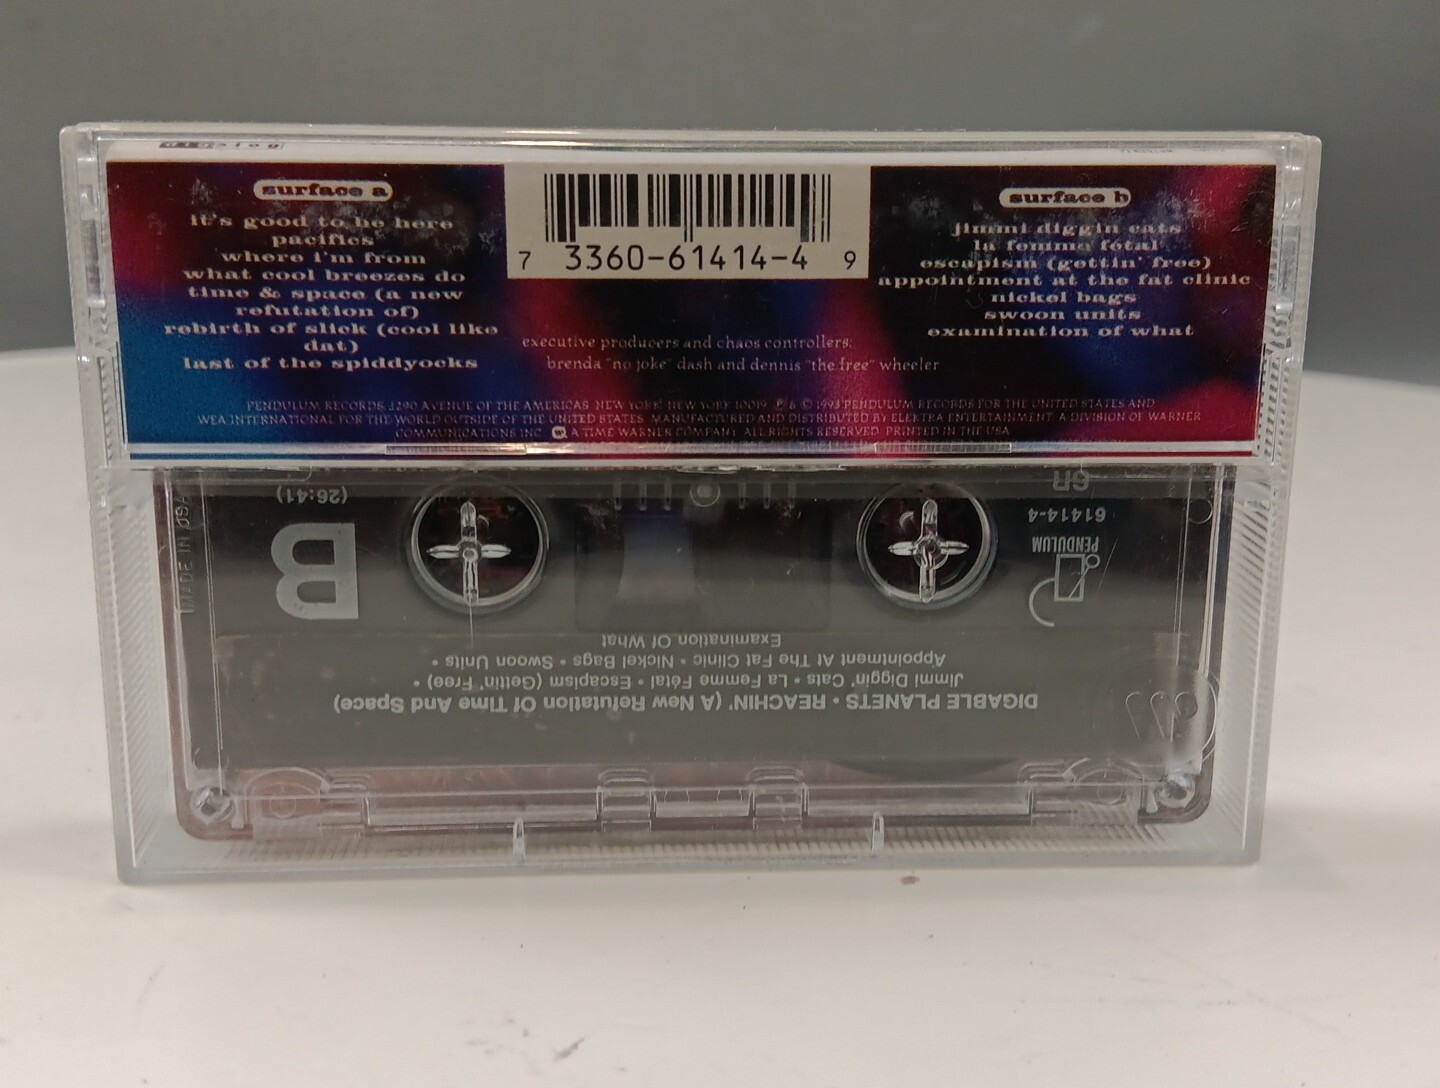 dialog
surface a
it's good to be here
pacifics
where i'm from
what cool breezes do
time & space (a new
refutation of)
rebirth of slick (cool like
dat)
last of the spiddyocks
7 3360-61414-4 9
surface b
jimmi diggin cats
la femme fétal
escapism (gettin' free)
appointment at the fat clinic
nickel bags
swoon units
examination of what
executive producers and chaos controllers:
brenda "no joke" dash and dennis "the free" wheeler
PENDULUM RECORDS, 1290 AVENUE OF THE AMERICAS, NEW YORK, NEW YORK 10019. ℗ & © 1993 PENDULUM RECORDS FOR THE UNITED STATES AND
WEA INTERNATIONAL FOR THE WORLD OUTSIDE OF THE UNITED STATES. MANUFACTURED AND DISTRIBUTED BY ELEKTRA ENTERTAINMENT, A DIVISION OF WARNER
COMMUNICATIONS INC. A TIME WARNER COMPANY. ALL RIGHTS RESERVED. PRINTED IN THE USA.
DIGABLE PLANETS • REACHIN' (A New Refutation Of Time And Space)
Jimmi Diggin' Cats • La Femme Fétal • Escapism (Gettin' Free) •
Appointment At The Fat Clinic • Nickel Bags • Swoon Units •
Examination Of What
PENDULUM
61414-4
B
(26:41)
MADE IN USA